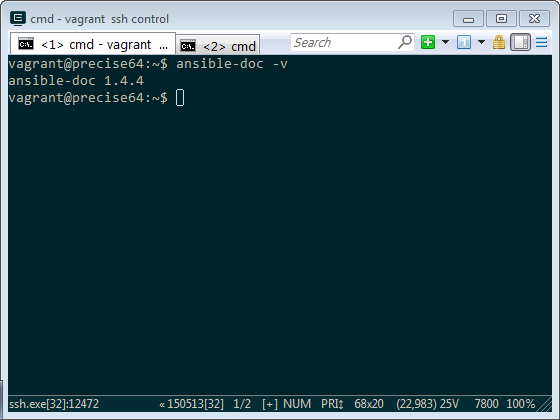 cmd - vagrant ssh control
<1> cmd - vagrant ...
<2> cmd
Search
vagrant@precise64:~$ ansible-doc -v
ansible-doc 1.4.4
vagrant@precise64:~$
ssh.exe[32]:12472 « 150513[32] 1/2 [+] NUM PRI↕ 68x20 (22,983) 25V 7800 100%